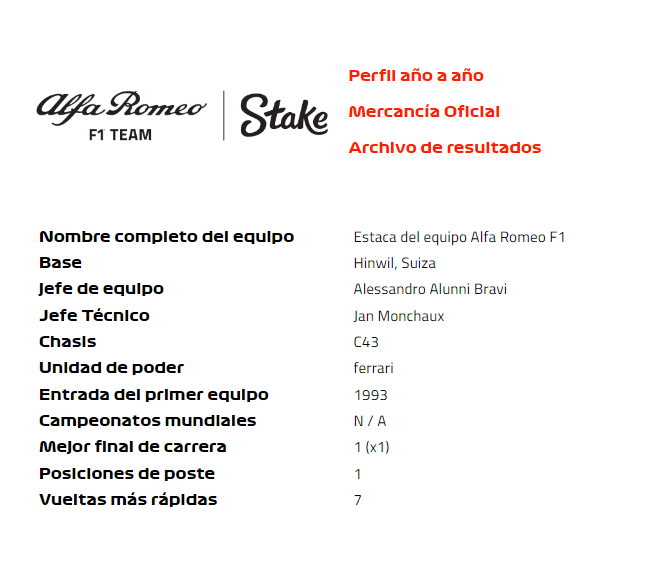 Alfa Romeo
F1 TEAM
Stake
Perfil año a año
Mercancía Oficial
Archivo de resultados
Nombre completo del equipo Estaca del equipo Alfa Romeo F1
Base Hinwil, Suiza
Jefe de equipo Alessandro Alunni Bravi
Jefe Técnico Jan Monchaux
Chasis C43
Unidad de poder ferrari
Entrada del primer equipo 1993
Campeonatos mundiales N / A
Mejor final de carrera 1 (x1)
Posiciones de poste 1
Vueltas más rápidas 7